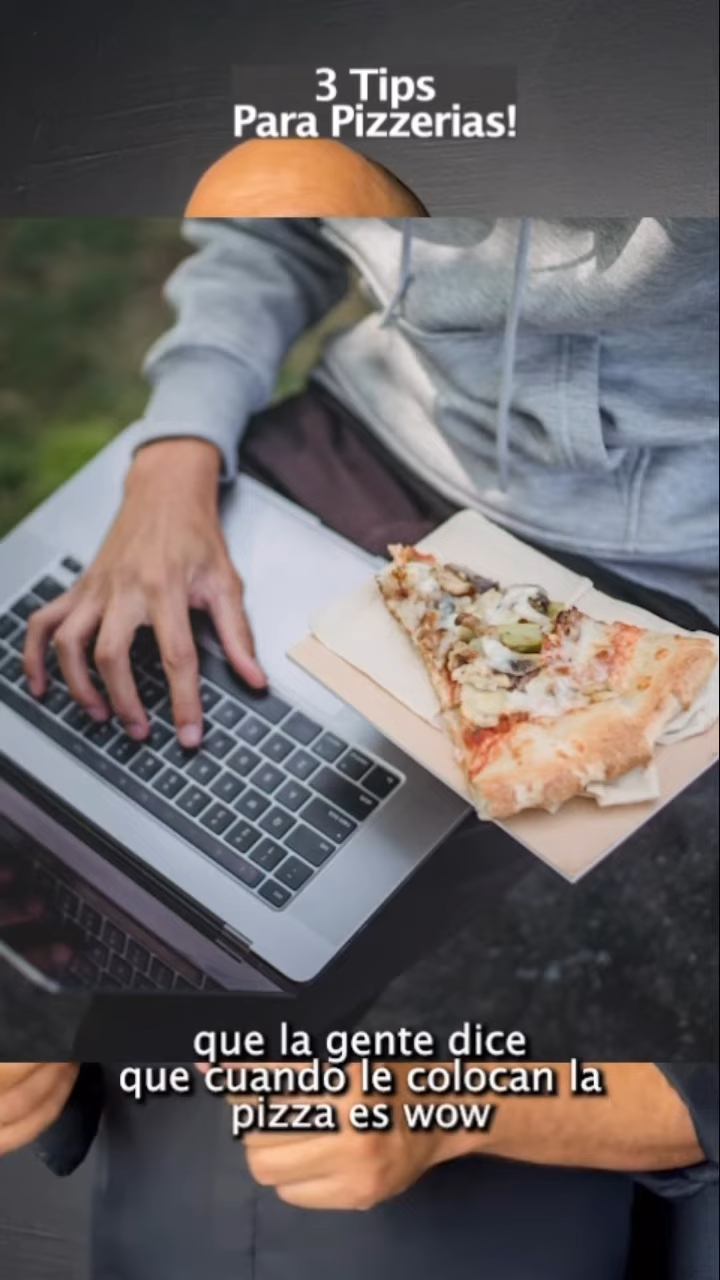 3 Tips
Para Pizzerias!
que la gente dice
que cuando le colocan la
pizza es wow